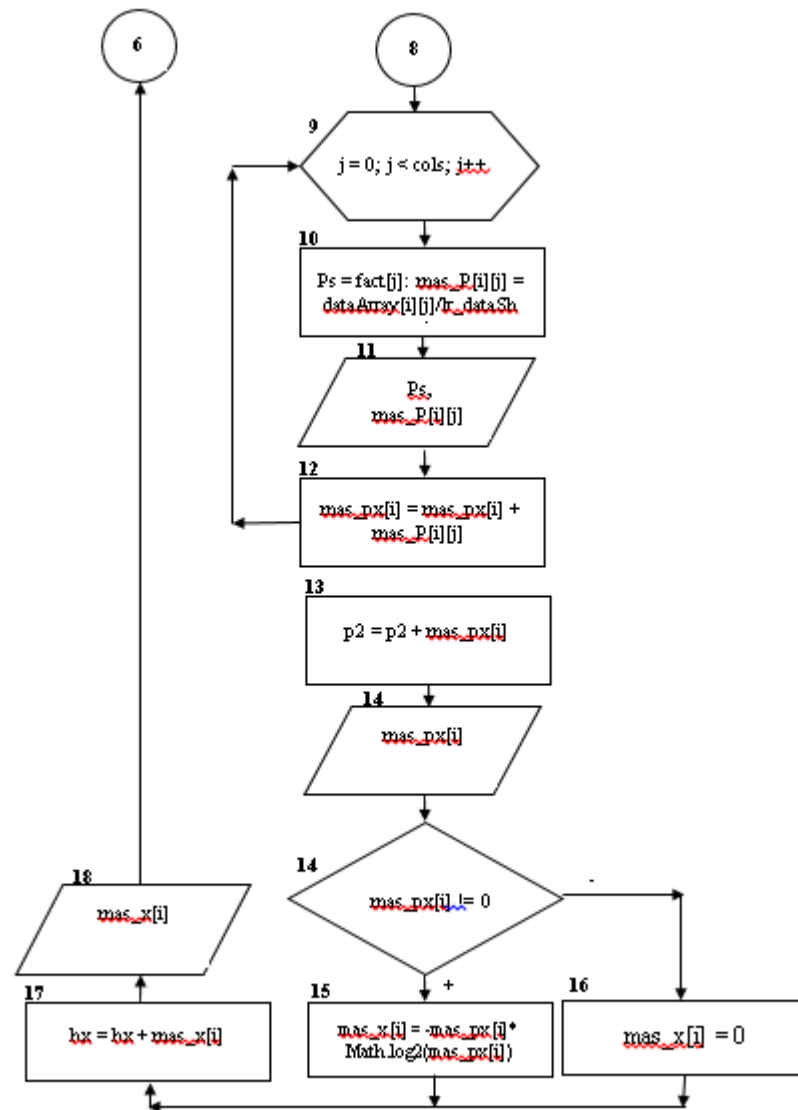 6
8
9
j = 0; j < cols; j++
10
Ps = fact[j]: mas_P[i][j] =
dataArray[i][j]/lr_dataSh
11
Ps,
mas_P[i][j]
12
mas_px[i] = mas_px[i] +
mas_P[i][j]
13
p2 = p2 + mas_px[i]
14
mas_px[i]
14
mas_px[i] != 0
-
+
18
mas_x[i]
17
hx = hx + mas_x[i]
15
mas_x[i] = -mas_px[i]*
Math.log2(mas_px[i])
16
mas_x[i] = 0